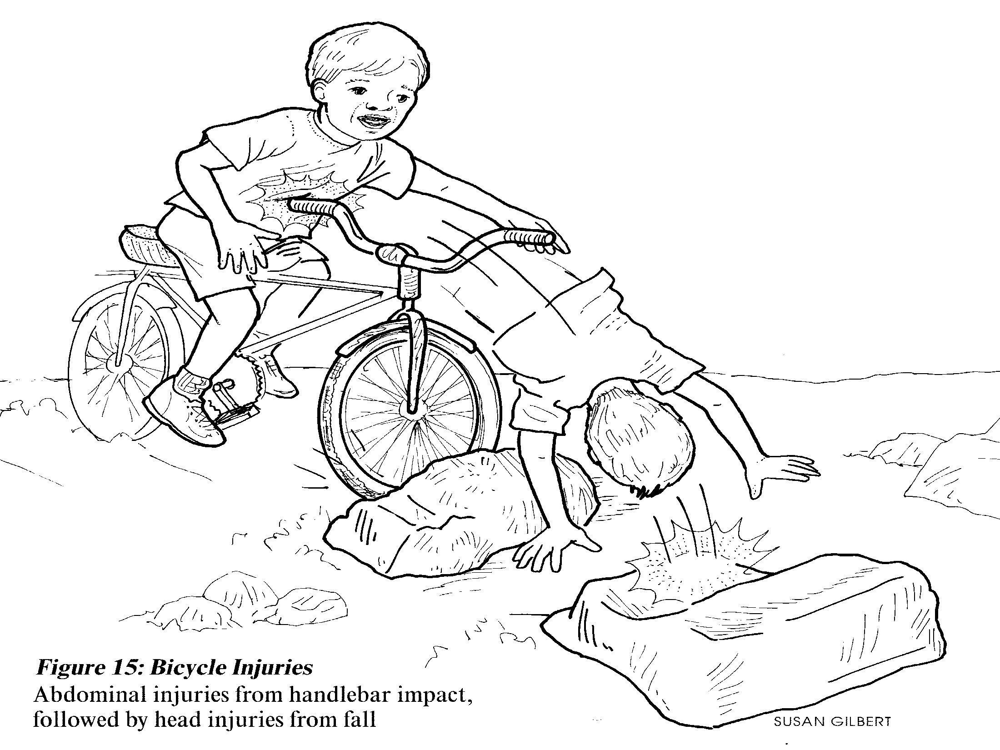 Figure 15: Bicycle Injuries
Abdominal injuries from handlebar impact,
followed by head injuries from fall
SUSAN GILBERT